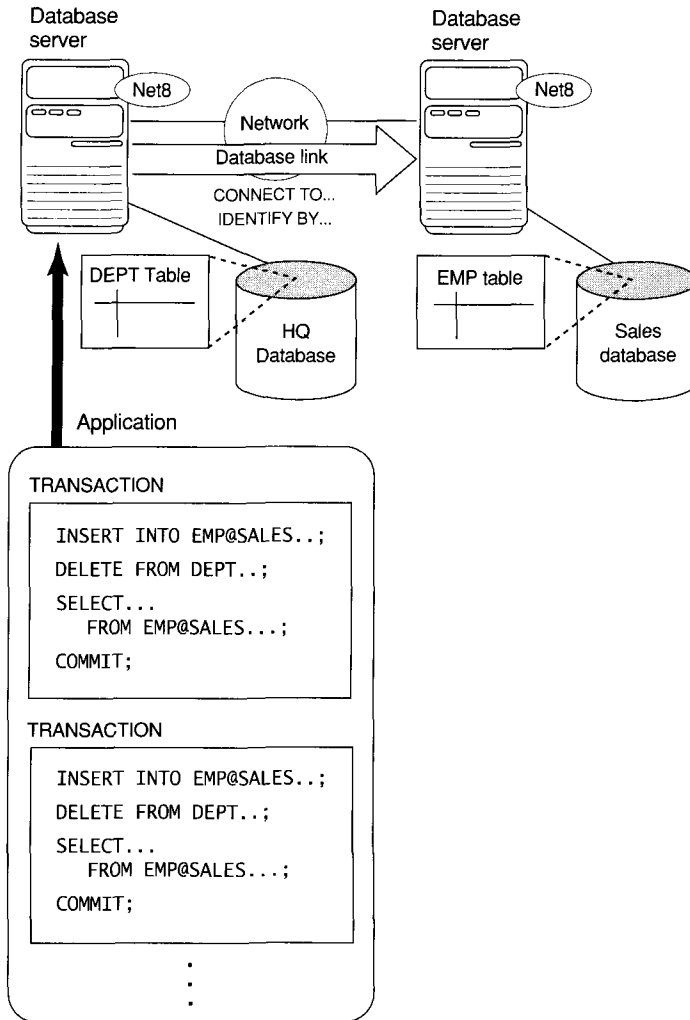 Database
server
Database
server
Net8
Net8
Network
Database link
CONNECT TO...
IDENTIFY BY...
DEPT Table
HQ
Database
EMP table
Sales
database
Application
TRANSACTION
INSERT INTO EMP@SALES..;
DELETE FROM DEPT..;
SELECT...
FROM EMP@SALES...;
COMMIT;
TRANSACTION
INSERT INTO EMP@SALES..;
DELETE FROM DEPT..;
SELECT...
FROM EMP@SALES...;
COMMIT;
.
.
.